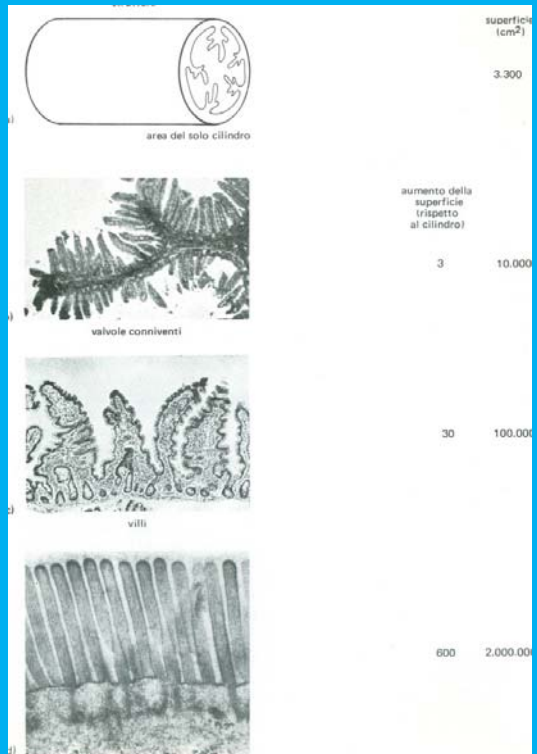 superficie
(cm²)
3.300
area del solo cilindro
aumento della
superficie
(rispetto
al cilindro)
3 10.000
valvole conniventi
30 100.000
villi
600 2.000.000
d)